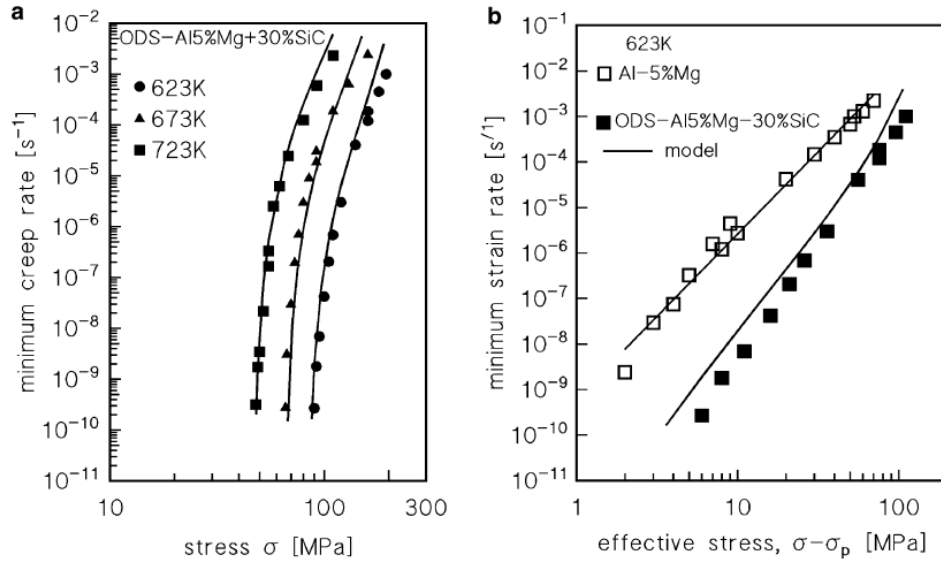 a
ODS-Al5%Mg+30%SiC
623K
673K
723K
10⁻²
10⁻³
10⁻⁴
10⁻⁵
10⁻⁶
10⁻⁷
10⁻⁸
10⁻⁹
10⁻¹⁰
10⁻¹¹
minimum creep rate [s⁻¹]
10 100 300
stress σ [MPa]
b
623K
Al-5%Mg
ODS-Al5%Mg-30%SiC
model
10⁰
10⁻¹
10⁻²
10⁻³
10⁻⁴
10⁻⁵
10⁻⁶
10⁻⁷
10⁻⁸
10⁻⁹
10⁻¹⁰
10⁻¹¹
minimum strain rate [s/¹]
1 10 100
effective stress, σ-σₚ [MPa]